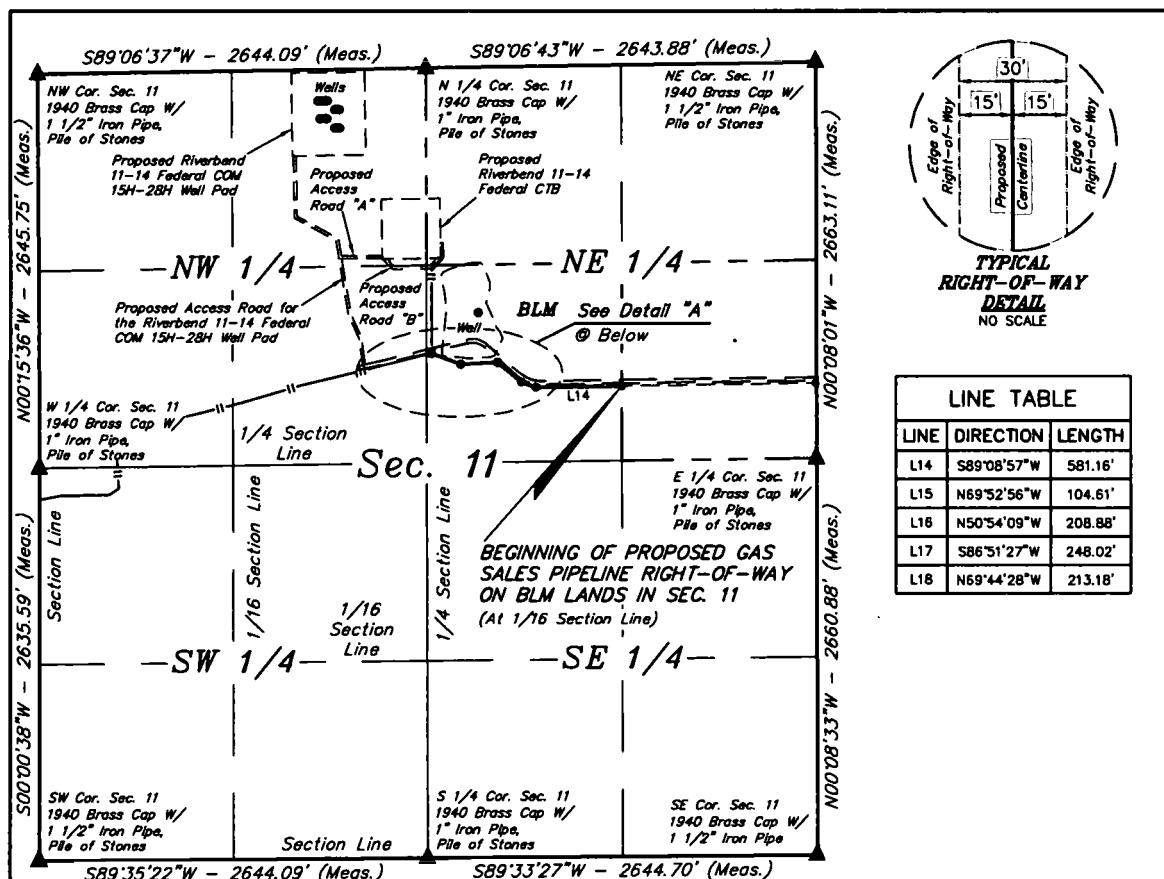 S89°06'37"W - 2644.09' (Meas.)
S89°06'43"W - 2643.88' (Meas.)
NW Cor. Sec. 11
1940 Brass Cap W/
1 1/2" Iron Pipe,
Pile of Stones
Wells
N 1/4 Cor. Sec. 11
1940 Brass Cap W/
1" Iron Pipe,
Pile of Stones
NE Cor. Sec. 11
1940 Brass Cap W/
1 1/2" Iron Pipe,
Pile of Stones
Proposed Riverbend
11-14 Federal COM
15H-28H Well Pad
Proposed
Access
Road "A"
Proposed
Riverbend 11-14
Federal CTB
N00°15'36"W - 2645.75' (Meas.)
N00°08'01"W - 2663.11' (Meas.)
NW 1/4
NE 1/4
Proposed Access Road for
the Riverbend 11-14 Federal
COM 15H-28H Well Pad
Proposed
Access
Road "B"
Well
BLM
See Detail "A"
@ Below
L14
W 1/4 Cor. Sec. 11
1940 Brass Cap W/
1" Iron Pipe,
Pile of Stones
1/4 Section
Line
Sec. 11
E 1/4 Cor. Sec. 11
1940 Brass Cap W/
1" Iron Pipe,
Pile of Stones
BEGINNING OF PROPOSED GAS
SALES PIPELINE RIGHT-OF-WAY
ON BLM LANDS IN SEC. 11
(At 1/16 Section Line)
S00°00'38"W - 2635.59' (Meas.)
Section Line
1/16 Section Line
1/16
Section
Line
1/4 Section Line
N00°08'33"W - 2660.88' (Meas.)
SW 1/4
SE 1/4
SW Cor. Sec. 11
1940 Brass Cap W/
1 1/2" Iron Pipe,
Pile of Stones
Section Line
S 1/4 Cor. Sec. 11
1940 Brass Cap W/
1" Iron Pipe,
Pile of Stones
SE Cor. Sec. 11
1940 Brass Cap W/
1 1/2" Iron Pipe
S89°35'22"W - 2644.09' (Meas.)
S89°33'27"W - 2644.70' (Meas.)
30'
15' 15'
Edge of
Right-of-Way
Proposed
Centerline
Edge of
Right-of-Way
TYPICAL
RIGHT-OF-WAY
DETAIL
NO SCALE
LINE TABLE
LINE DIRECTION LENGTH
L14 S89°08'57"W 581.16'
L15 N69°52'56"W 104.61'
L16 N50°54'09"W 208.88'
L17 S86°51'27"W 248.02'
L18 N69°44'28"W 213.18'